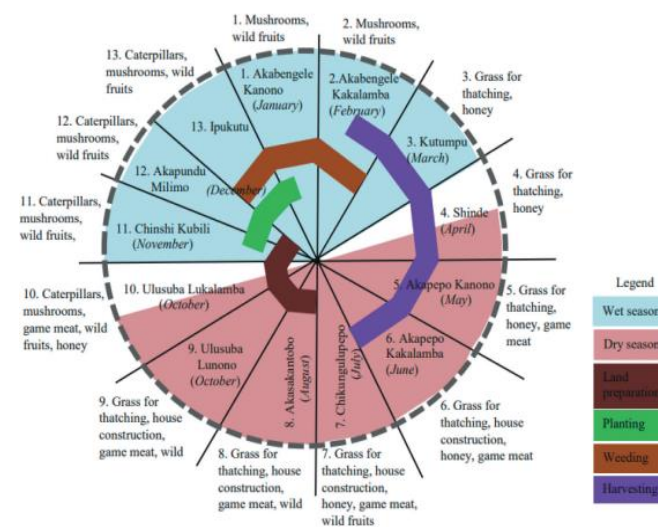 1. Mushrooms,
wild fruits
2. Mushrooms,
wild fruits
3. Grass for
thatching,
honey
4. Grass for
thatching,
honey
5. Grass for
thatching,
honey, game
meat
6. Grass for
thatching, house
construction,
honey, game meat
7. Grass for
thatching, house
construction,
honey, game meat,
wild fruits
8. Grass for
thatching, house
construction,
game meat, wild
9. Grass for
thatching, house
construction,
game meat, wild
10. Caterpillars,
mushrooms,
game meat, wild
fruits, honey
11. Caterpillars,
mushrooms,
wild fruits,
12. Caterpillars,
mushrooms,
wild fruits
13. Caterpillars,
mushrooms, wild
fruits
1. Akabengele
Kanono
(January)
2.Akabengele
Kakalamba
(February)
3. Kutumpu
(March)
4. Shinde
(April)
5. Akapepo Kanono
(May)
6. Akapepo
Kakalamba
(June)
7. Chikungulupepo
(July)
8. Akasakantobo
(August)
9. Ulusuba
Lunono
(October)
10. Ulusuba Lukalamba
(October)
11. Chinshi Kubili
(November)
12. Akapundu
Milimo
(December)
13. Ipukutu
Legend
Wet season
Dry season
Land
preparation
Planting
Weeding
Harvesting